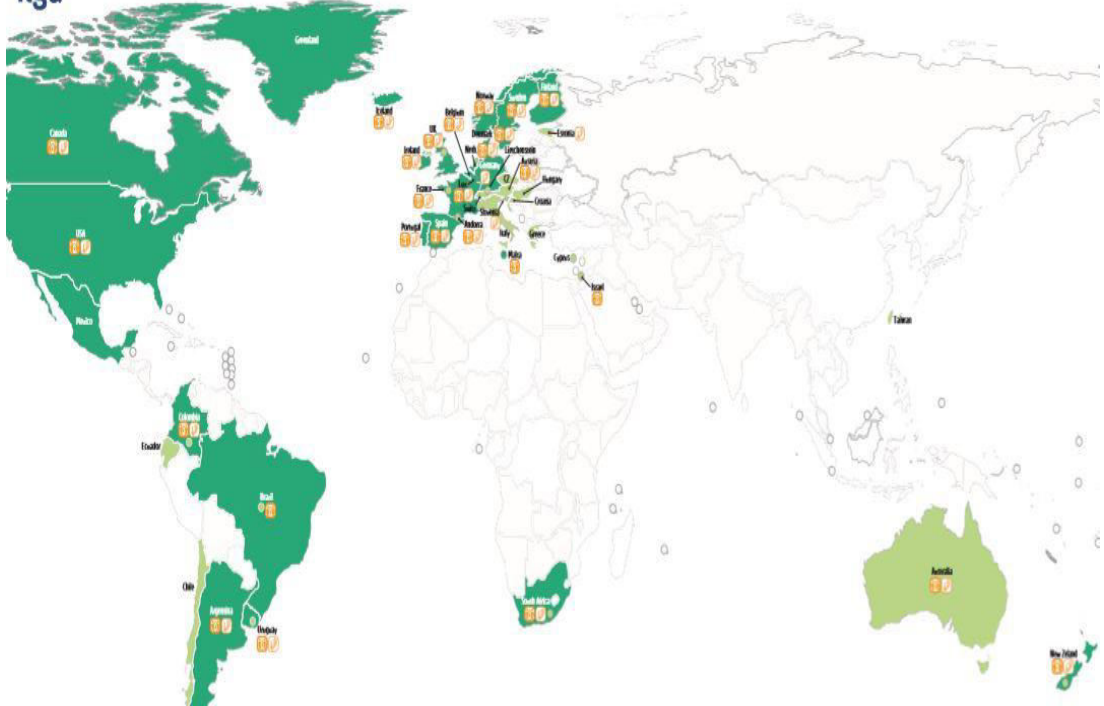 Greenland
Canada
USA
Mexico
Iceland
Norway
Sweden
Finland
Estonia
Belgium
UK
Denmark
Ireland
Neth
Germany
Liechtenstein
Austria
Hungary
Croatia
France
Slovenia
Portugal
Spain
Andorra
Italy
Greece
Malta
Cyprus
Israel
Taiwan
Colombia
Ecuador
Brazil
Chile
Argentina
Uruguay
South Africa
Australia
New Zealand